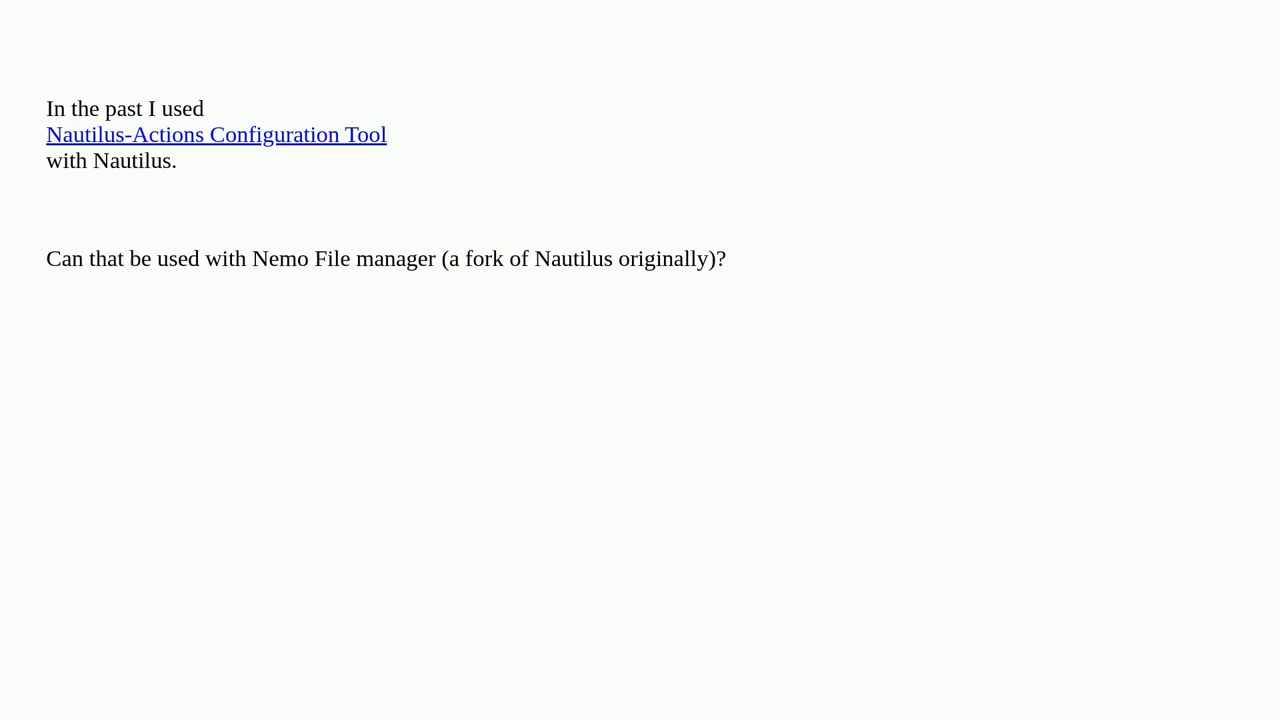 In the past I used
Nautilus-Actions Configuration Tool
with Nautilus.
Can that be used with Nemo File manager (a fork of Nautilus originally)?